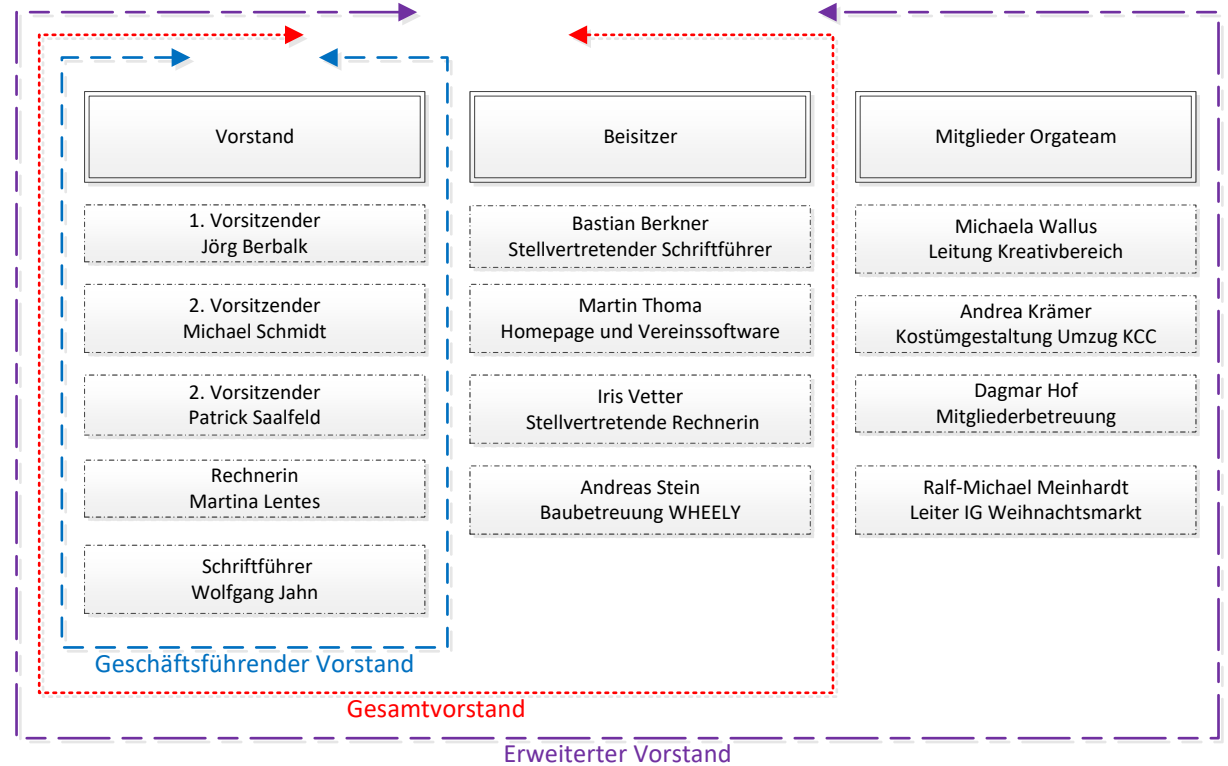 Vorstand
1. Vorsitzender
Jörg Berbalk
2. Vorsitzender
Michael Schmidt
2. Vorsitzender
Patrick Saalfeld
Rechnerin
Martina Lentes
Schriftführer
Wolfgang Jahn
Beisitzer
Bastian Berkner
Stellvertretender Schriftführer
Martin Thoma
Homepage und Vereinssoftware
Iris Vetter
Stellvertretende Rechnerin
Andreas Stein
Baubetreuung WHEELY
Mitglieder Orgateam
Michaela Wallus
Leitung Kreativbereich
Andrea Krämer
Kostümgestaltung Umzug KCC
Dagmar Hof
Mitgliederbetreuung
Ralf-Michael Meinhardt
Leiter IG Weihnachtsmarkt
Geschäftsführender Vorstand
Gesamtvorstand
Erweiterter Vorstand